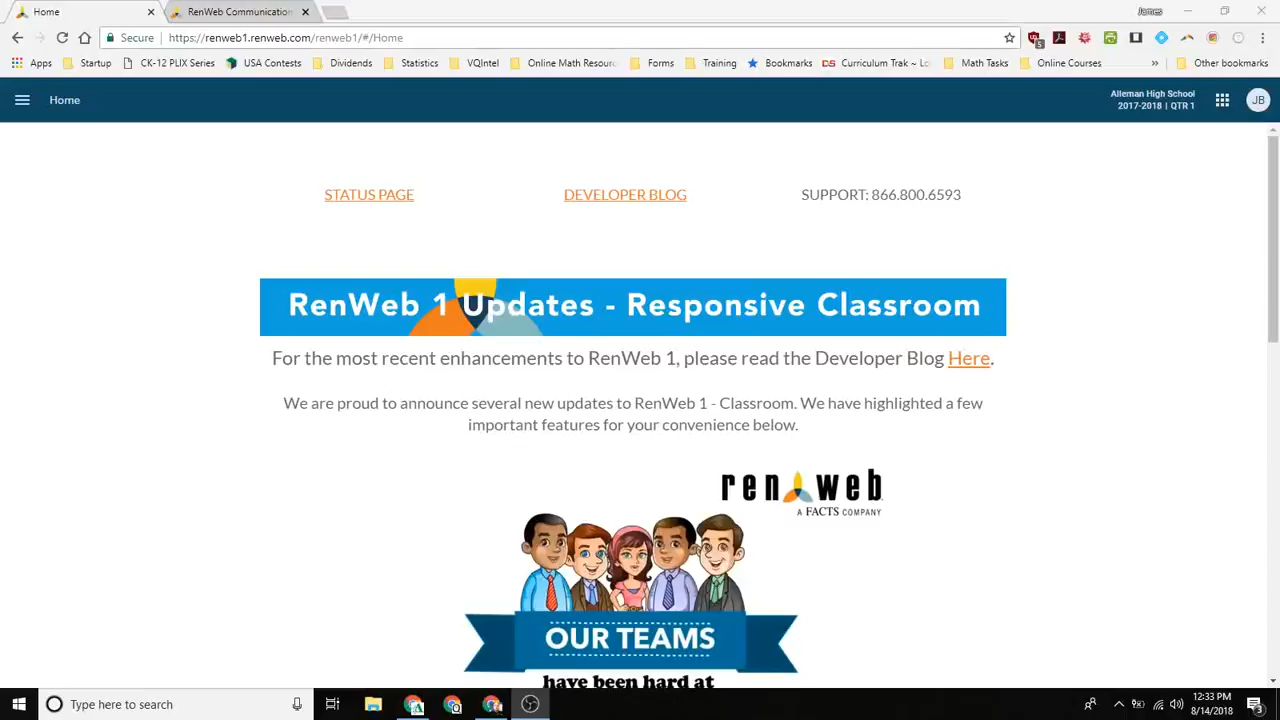 Home
RenWeb Communication
James
Secure
https://renweb1.renweb.com/renweb1/#/Home
5
Apps
Startup
CK-12 PLIX Series
USA Contests
Dividends
Statistics
VQIntel
Online Math Resourc
Forms
Training
Bookmarks
CS
Curriculum Trak ~ Lo
Math Tasks
Online Courses
»
Other bookmarks
Home
Alleman High School
2017-2018 | QTR 1
JB
STATUS PAGE
DEVELOPER BLOG
SUPPORT: 866.800.6593
RenWeb 1 Updates - Responsive Classroom
For the most recent enhancements to RenWeb 1, please read the Developer Blog Here.
We are proud to announce several new updates to RenWeb 1 - Classroom. We have highlighted a few
important features for your convenience below.
renweb
A FACTS COMPANY
OUR TEAMS
have been hard at
Type here to search
12:33 PM
8/14/2018
3